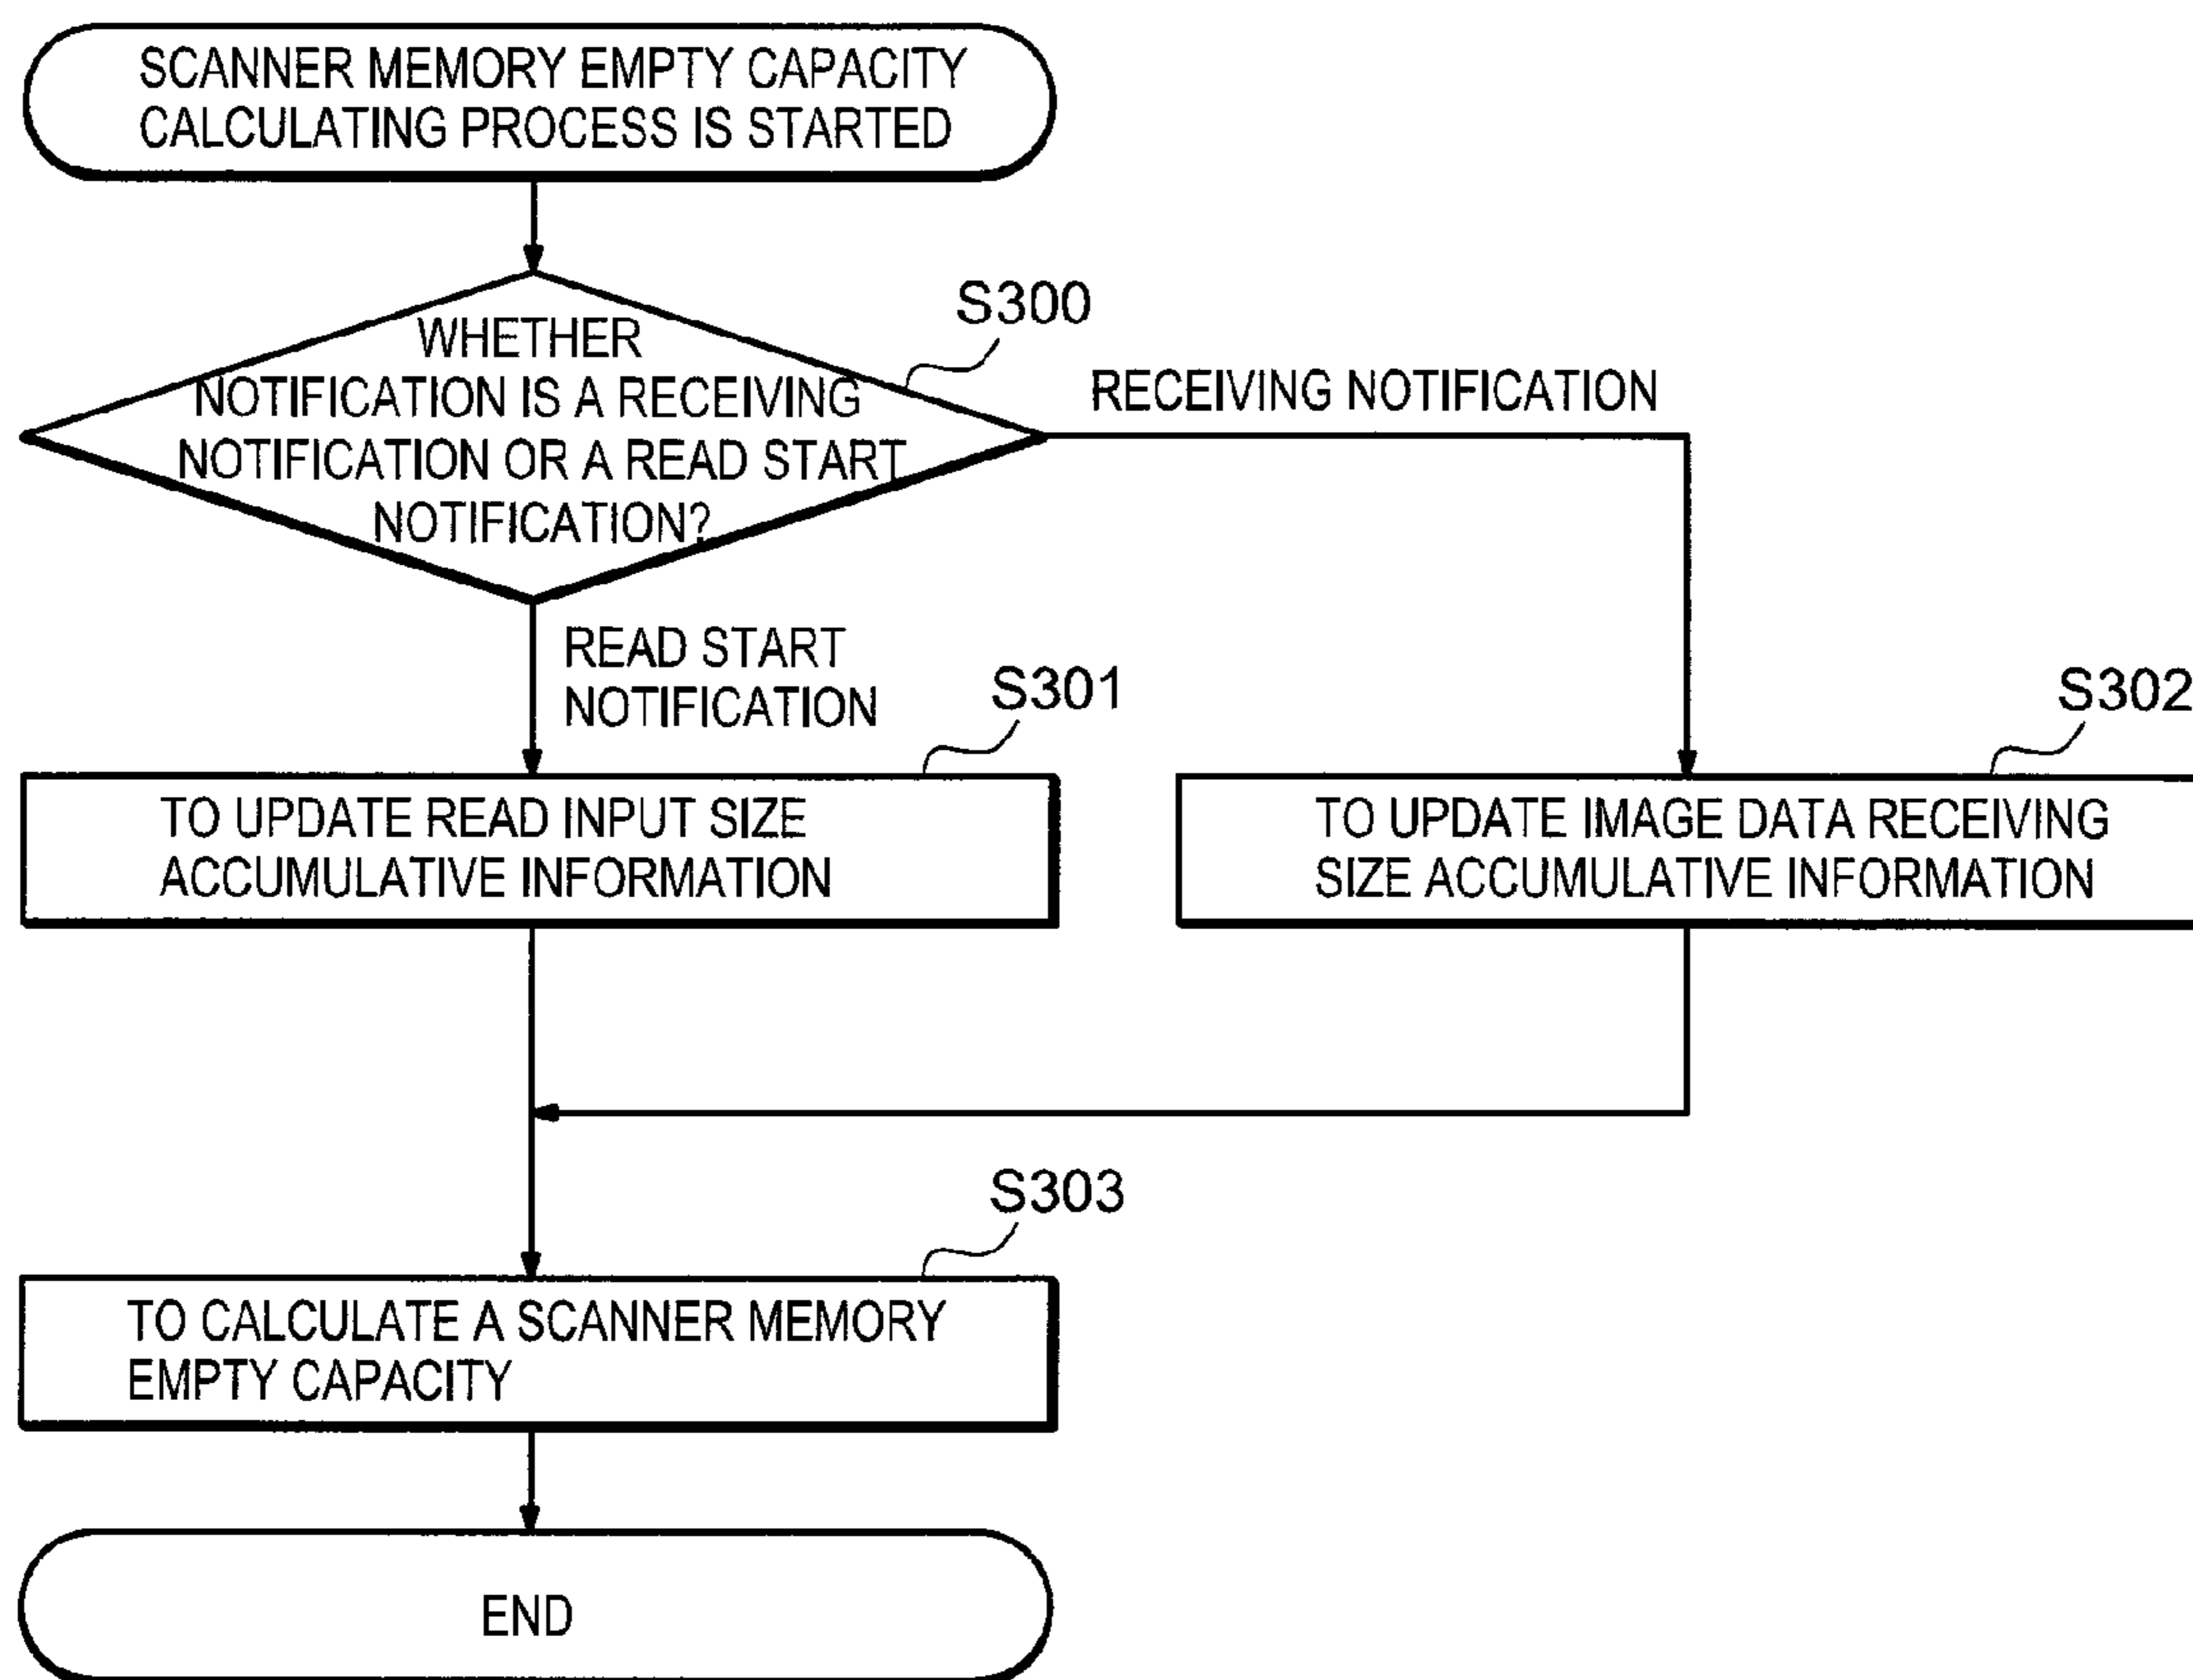 SCANNER MEMORY EMPTY CAPACITY
CALCULATING PROCESS IS STARTED
S300
WHETHER
NOTIFICATION IS A RECEIVING
NOTIFICATION OR A READ START
NOTIFICATION?
RECEIVING NOTIFICATION
READ START
NOTIFICATION
S301
TO UPDATE READ INPUT SIZE
ACCUMULATIVE INFORMATION
S302
TO UPDATE IMAGE DATA RECEIVING
SIZE ACCUMULATIVE INFORMATION
S303
TO CALCULATE A SCANNER MEMORY
EMPTY CAPACITY
END